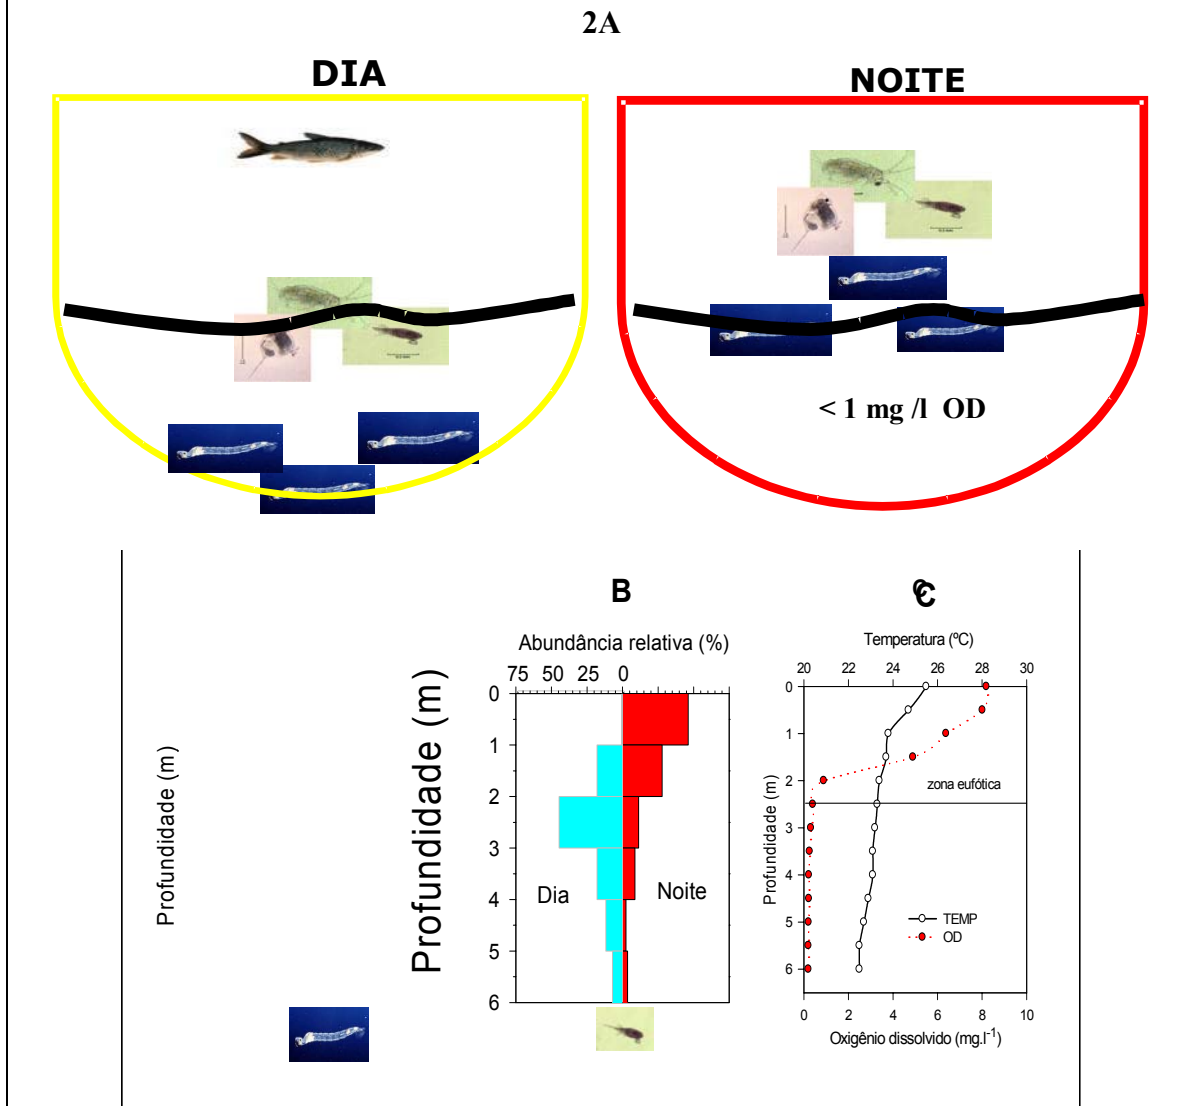 2A
DIA
NOITE
< 1 mg /l OD
B
C
Abundância relativa (%)
75 50 25 0
Profundidade (m)
Profundidade (m)
0
1
2
3
4
5
6
Dia
Noite
Temperatura (ºC)
20 22 24 26 28 30
Profundidade (m)
0
1
2
3
4
5
6
zona eufótica
TEMP
OD
0 2 4 6 8 10
Oxigênio dissolvido (mg.l-1)